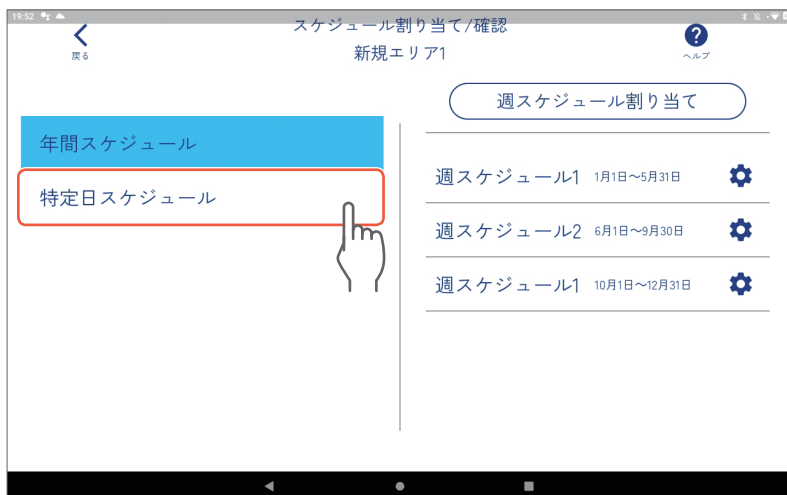 19:52
スケジュール割り当て/確認
新規エリア1
戻る
ヘルプ
週スケジュール割り当て
年間スケジュール
特定日スケジュール
週スケジュール1 1月1日～5月31日
週スケジュール2 6月1日～9月30日
週スケジュール1 10月1日～12月31日